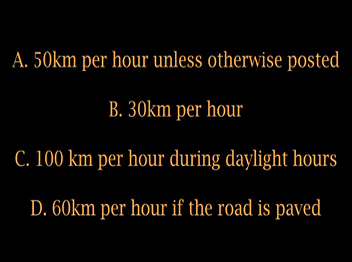 A. 50km per hour unless otherwise posted
B. 30km per hour
C. 100 km per hour during daylight hours
D. 60km per hour if the road is paved